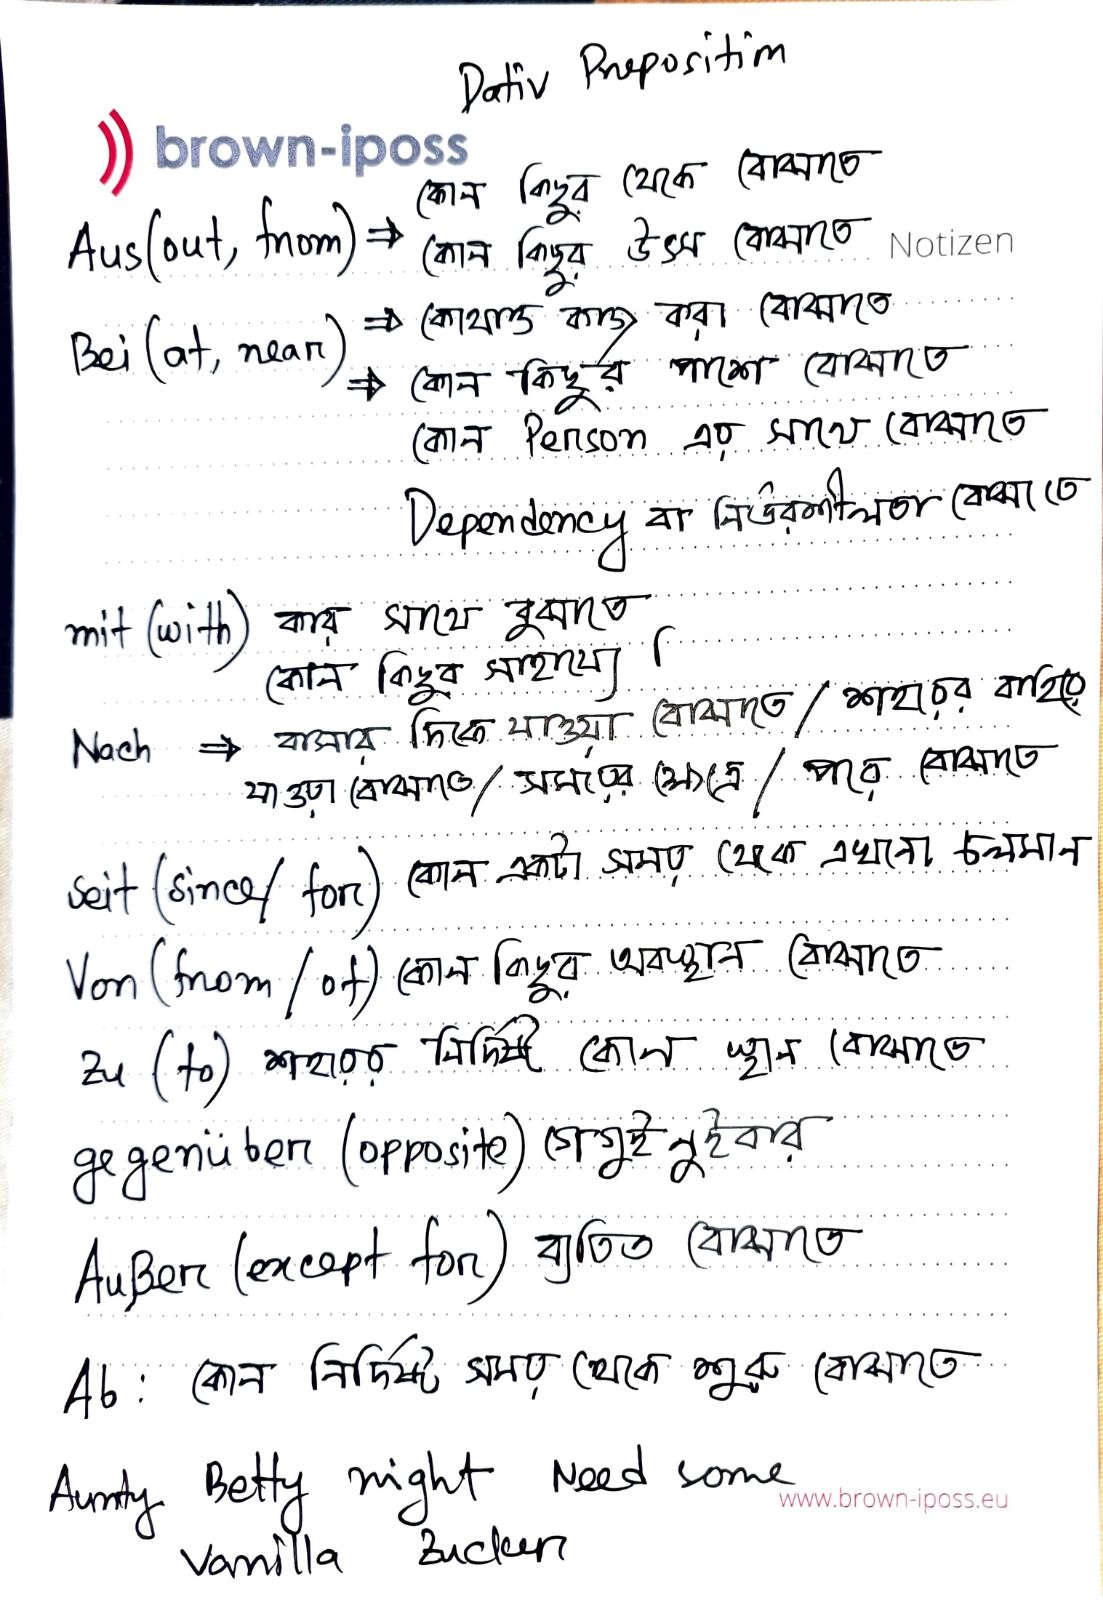 Dativ Preposition
brown-iposs
কোন কিছুর থেকে বোঝাতে
Aus (out, from) ⇒ কোন কিছুর উৎস বোঝাতে
Notizen
Bei (at, near) ⇒ কোথাও কাজ করা বোঝাতে
⇒ কোন কিছুর পাশে বোঝাতে
কোন Person এর সাথে বোঝাতে
Dependency বা নির্ভরশীলতা বোঝাতে
mit (with) কার সাথে বুঝাতে
কোন কিছুর সাহায্যে
Nach ⇒ বাসার দিকে যাওয়া বোঝাতে / শহরের বাহিরে
যাওয়া বোঝাতে / সময়ের ক্ষেত্রে / পরে বোঝাতে
seit (since/ for) কোন একটা সময় থেকে এখনো চলমান
Von (from / of) কোন কিছুর অবস্থান বোঝাতে
zu (to) শহরের নির্দিষ্ট কোন স্থান বোঝাতে
gegenüber (opposite) গেগুইনুইবার
Außer (except for) ব্যতিত বোঝাতে
Ab : কোন নির্দিষ্ট সময় থেকে শুরু বোঝাতে
Aunty Betty might Need some
www.brown-iposs.eu
Vanilla Zucker